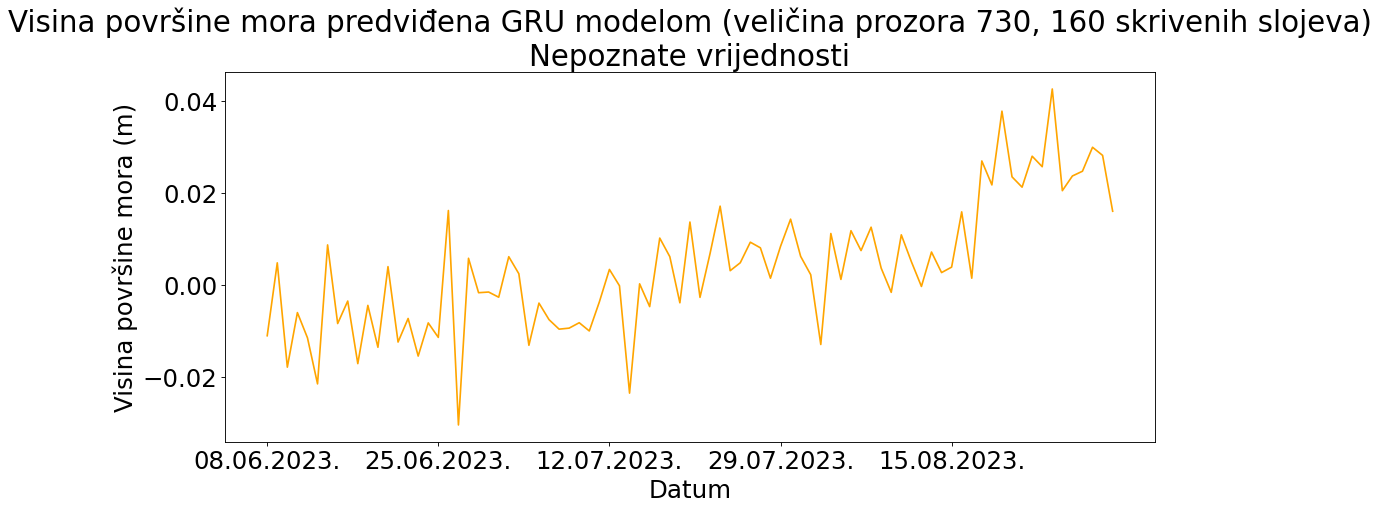 Visina površine mora predviđena GRU modelom (veličina prozora 730, 160 skrivenih slojeva)
Nepoznate vrijednosti
Visina površine mora (m)
0.04
0.02
0.00
−0.02
08.06.2023. 25.06.2023. 12.07.2023. 29.07.2023. 15.08.2023.
Datum